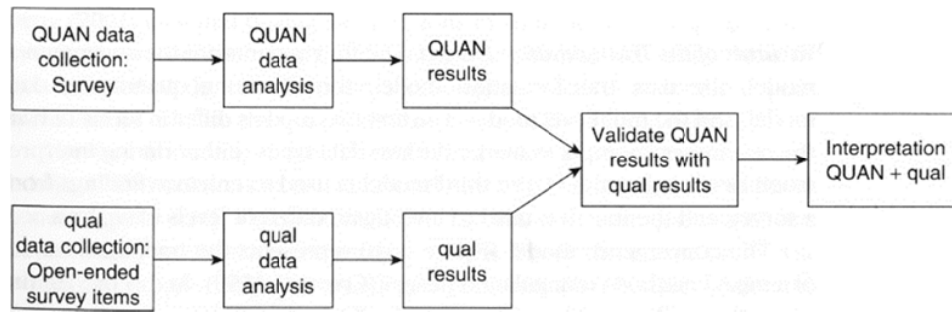 QUAN data
collection:
Survey
QUAN
data
analysis
QUAN
results
Validate QUAN
results with
qual results
Interpretation
QUAN + qual
qual
data collection:
Open-ended
survey items
qual
data
analysis
qual
results